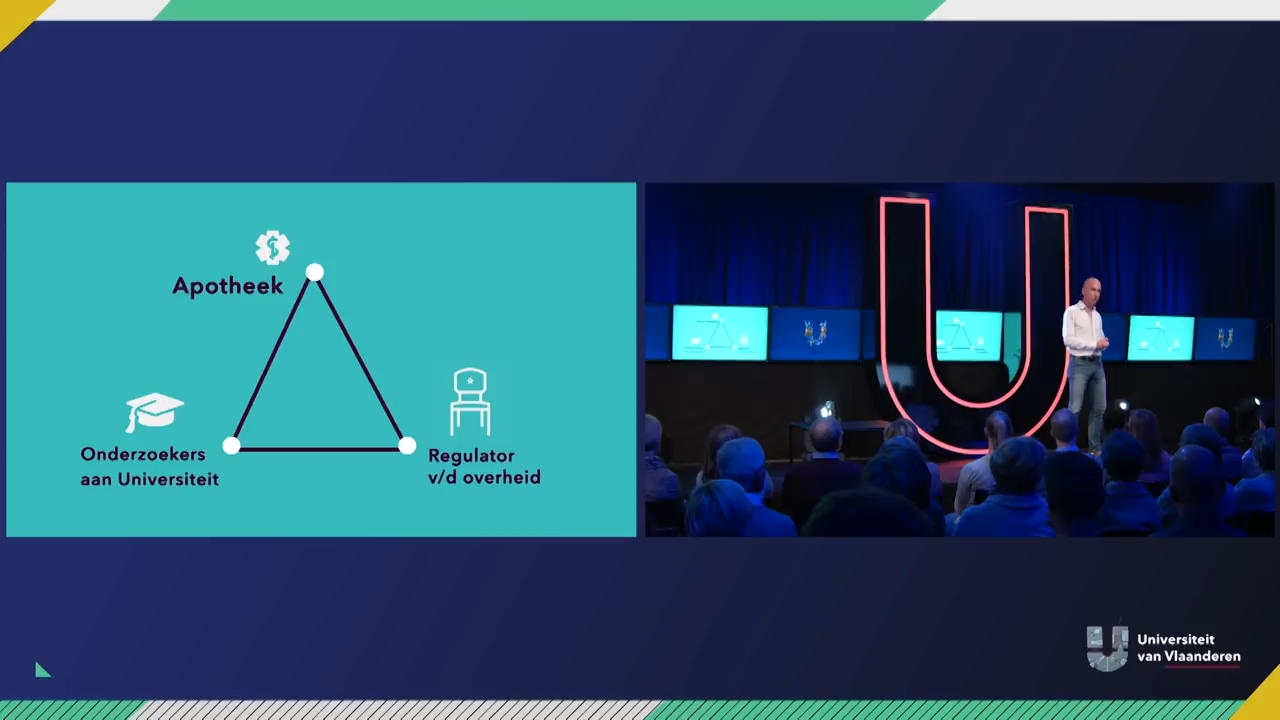 Apotheek
Onderzoekers
aan Universiteit
Regulator
v/d overheid
Universiteit
van Vlaanderen